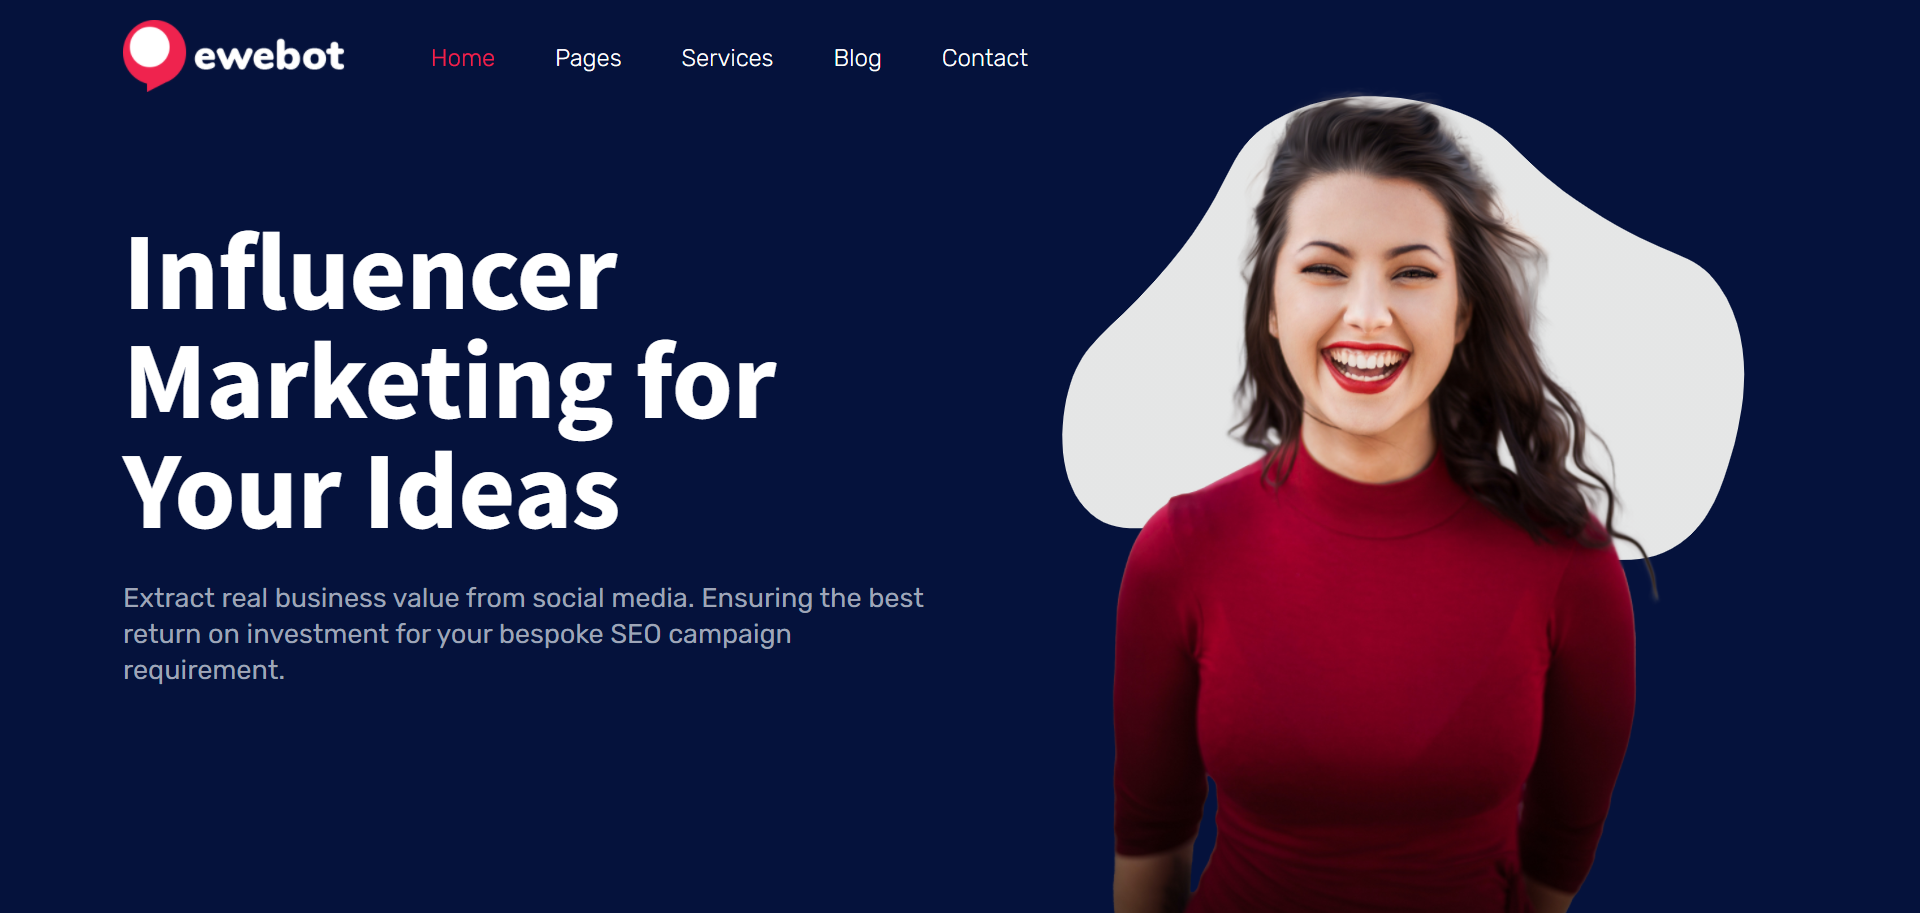 ewebot
Home Pages Services Blog Contact
Influencer
Marketing for
Your Ideas
Extract real business value from social media. Ensuring the best
return on investment for your bespoke SEO campaign
requirement.